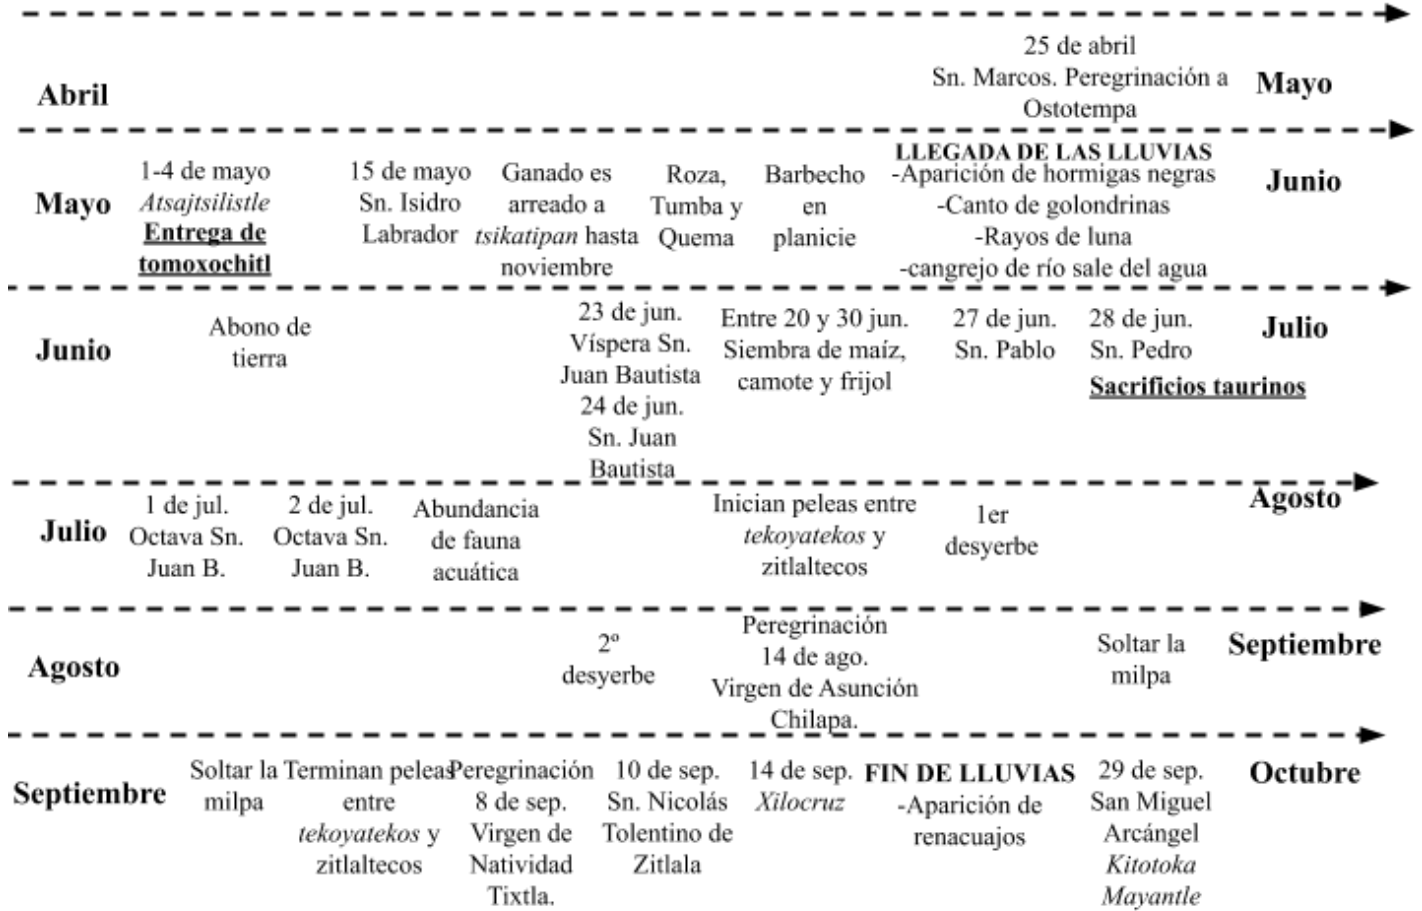 Abril
25 de abril
Sn. Marcos. Peregrinación a
Ostotempa
Mayo
Mayo
1-4 de mayo
Atsajtsilistle
Entrega de
tomoxochitl
15 de mayo
Sn. Isidro
Labrador
Ganado es
arreado a
tsikatipan hasta
noviembre
Roza,
Tumba y
Quema
Barbecho
en
planicie
LLEGADA DE LAS LLUVIAS
-Aparición de hormigas negras
-Canto de golondrinas
-Rayos de luna
-cangrejo de río sale del agua
Junio
Junio
Abono de
tierra
23 de jun.
Víspera Sn.
Juan Bautista
24 de jun.
Sn. Juan
Bautista
Entre 20 y 30 jun.
Siembra de maíz,
camote y frijol
27 de jun.
Sn. Pablo
28 de jun.
Sn. Pedro
Sacrificios taurinos
Julio
Julio
1 de jul.
Octava Sn.
Juan B.
2 de jul.
Octava Sn.
Juan B.
Abundancia
de fauna
acuática
Inician peleas entre
tekoyatekos y
zitlaltecos
1er
desyerbe
Agosto
Agosto
2º
desyerbe
Peregrinación
14 de ago.
Virgen de Asunción
Chilapa.
Soltar la
milpa
Septiembre
Septiembre
Soltar la
milpa
Terminan peleas
entre
tekoyatekos y
zitlaltecos
Peregrinación
8 de sep.
Virgen de
Natividad
Tixtla.
10 de sep.
Sn. Nicolás
Tolentino de
Zitlala
14 de sep.
Xilocruz
FIN DE LLUVIAS
-Aparición de
renacuajos
29 de sep.
San Miguel
Arcángel
Kitotoka
Mayantle
Octubre